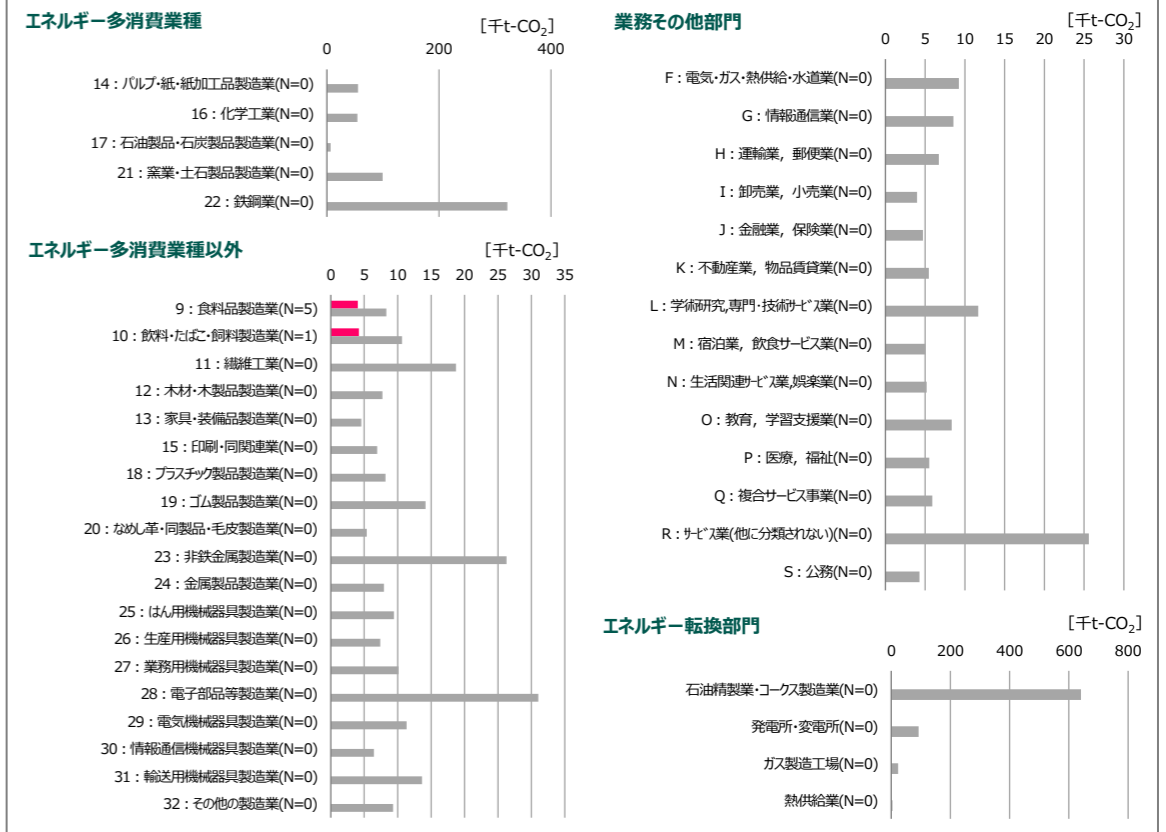 エネルギー多消費業種
[千t-CO2]
0 200 400
14：パルプ・紙・紙加工品製造業(N=0)
16：化学工業(N=0)
17：石油製品・石炭製品製造業(N=0)
21：窯業・土石製品製造業(N=0)
22：鉄鋼業(N=0)
エネルギー多消費業種以外
[千t-CO2]
0 5 10 15 20 25 30 35
9：食料品製造業(N=5)
10：飲料・たばこ・飼料製造業(N=1)
11：繊維工業(N=0)
12：木材・木製品製造業(N=0)
13：家具・装備品製造業(N=0)
15：印刷・同関連業(N=0)
18：プラスチック製品製造業(N=0)
19：ゴム製品製造業(N=0)
20：なめし革・同製品・毛皮製造業(N=0)
23：非鉄金属製造業(N=0)
24：金属製品製造業(N=0)
25：はん用機械器具製造業(N=0)
26：生産用機械器具製造業(N=0)
27：業務用機械器具製造業(N=0)
28：電子部品等製造業(N=0)
29：電気機械器具製造業(N=0)
30：情報通信機械器具製造業(N=0)
31：輸送用機械器具製造業(N=0)
32：その他の製造業(N=0)
業務その他部門
[千t-CO2]
0 5 10 15 20 25 30
F：電気・ガス・熱供給・水道業(N=0)
G：情報通信業(N=0)
H：運輸業，郵便業(N=0)
I：卸売業，小売業(N=0)
J：金融業，保険業(N=0)
K：不動産業，物品賃貸業(N=0)
L：学術研究,専門・技術ｻｰﾋﾞｽ業(N=0)
M：宿泊業，飲食サービス業(N=0)
N：生活関連ｻｰﾋﾞｽ業,娯楽業(N=0)
O：教育，学習支援業(N=0)
P：医療，福祉(N=0)
Q：複合サービス事業(N=0)
R：ｻｰﾋﾞｽ業(他に分類されない)(N=0)
S：公務(N=0)
エネルギー転換部門
[千t-CO2]
0 200 400 600 800
石油精製業・コークス製造業(N=0)
発電所・変電所(N=0)
ガス製造工場(N=0)
熱供給業(N=0)